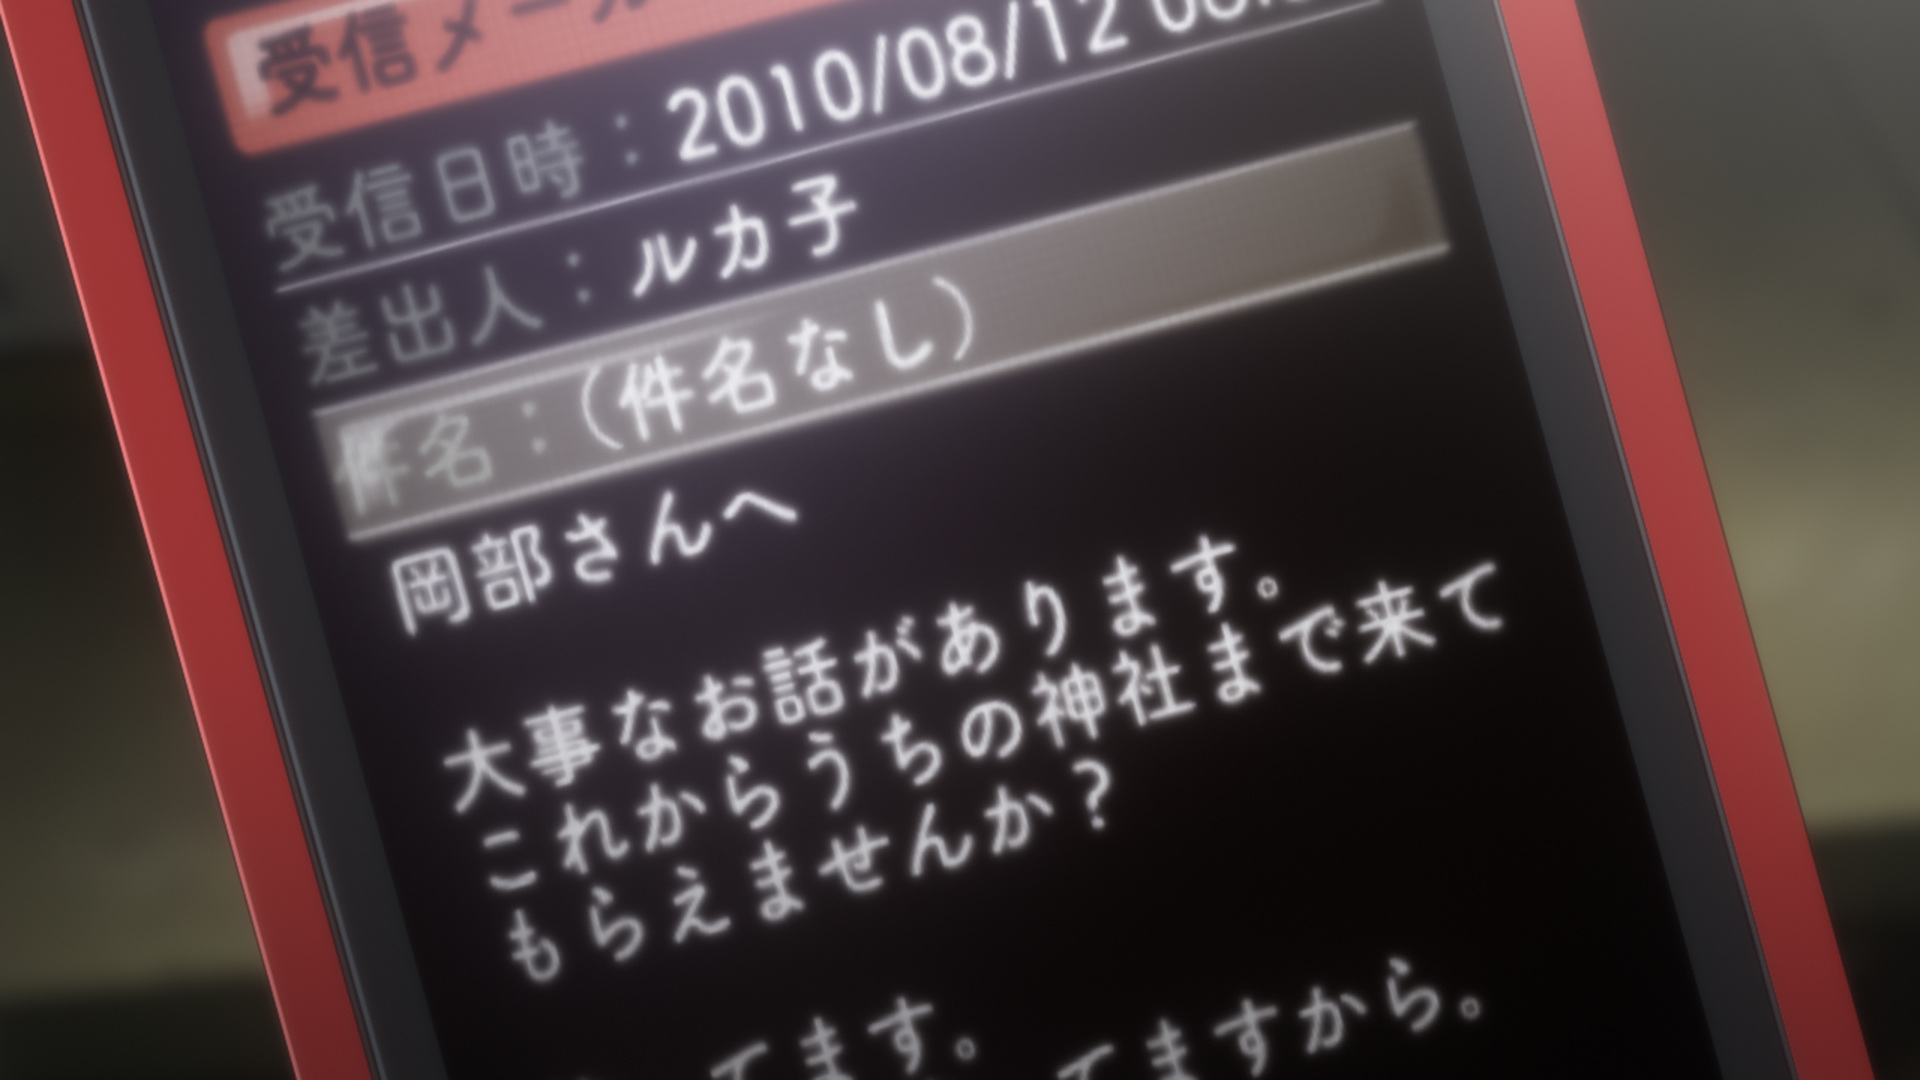 受信メール
受信日時：2010/08/12
差出人：ルカ子
件名：（件名なし）
岡部さんへ
大事なお話があります。
これからうちの神社まで来て
もらえませんか？
てます。
てますから。